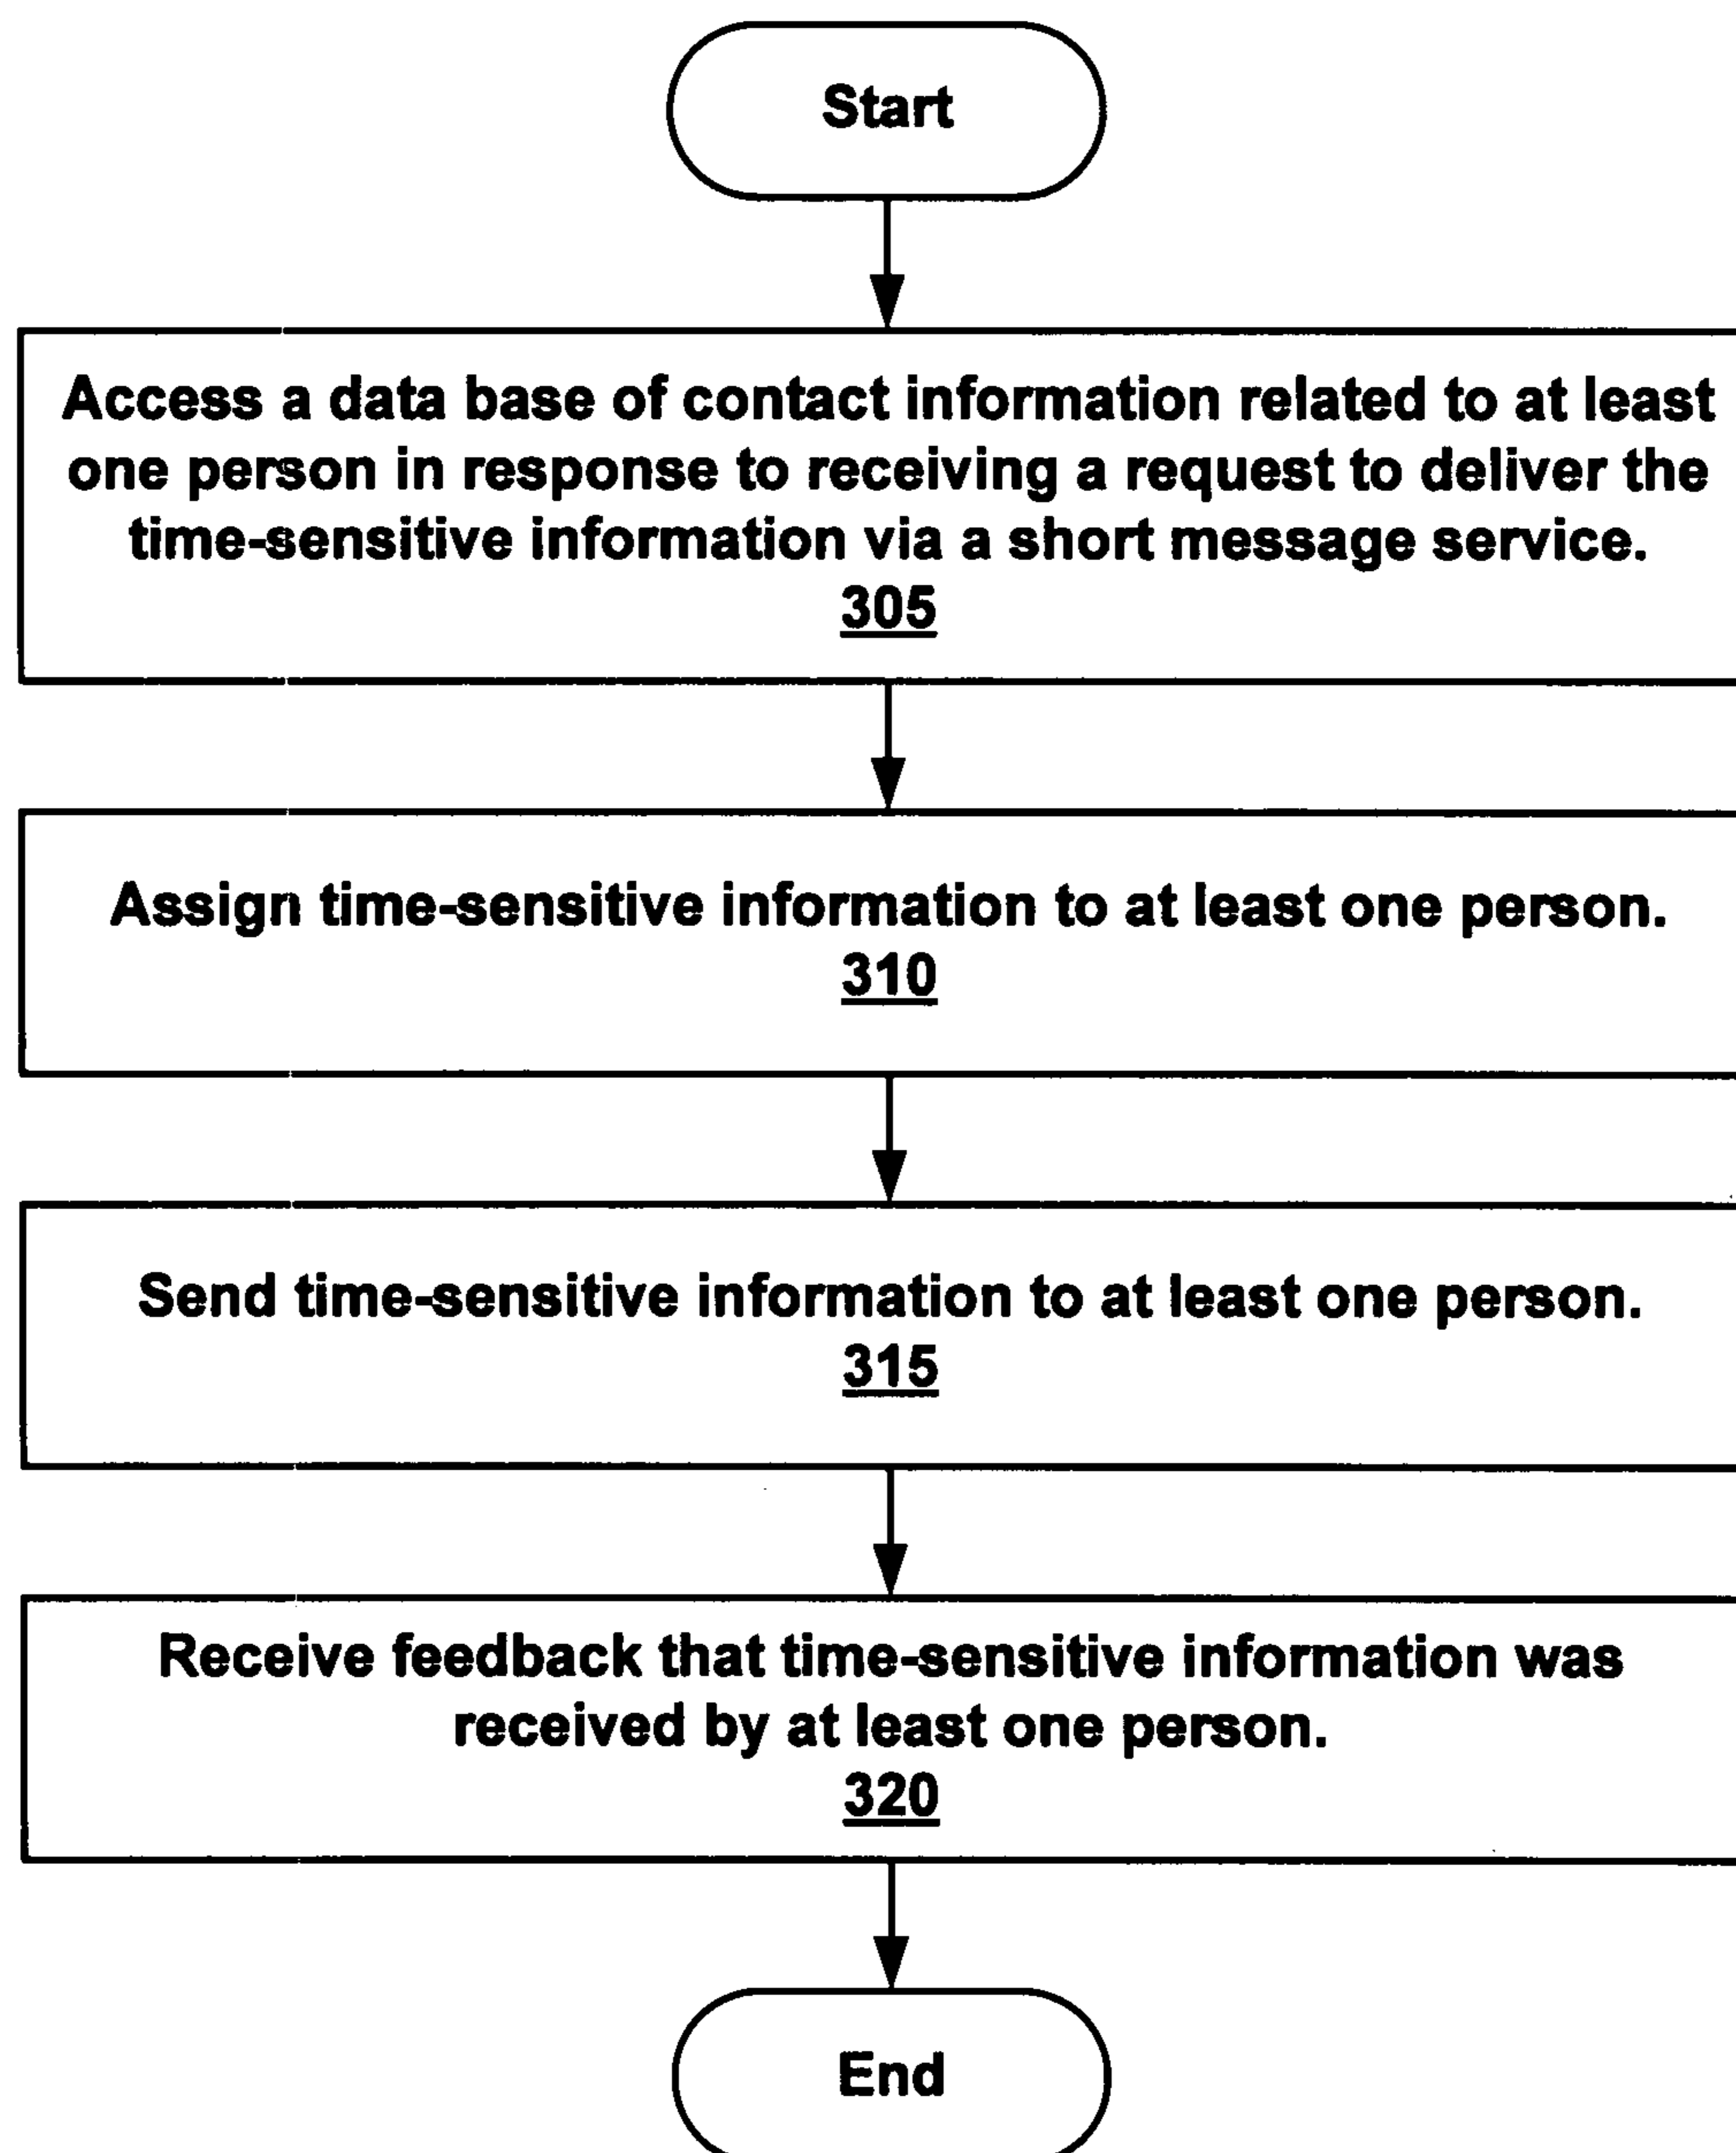 Start
Access a data base of contact information related to at least
one person in response to receiving a request to deliver the
time-sensitive information via a short message service.
305
Assign time-sensitive information to at least one person.
310
Send time-sensitive information to at least one person.
315
Receive feedback that time-sensitive information was
received by at least one person.
320
End